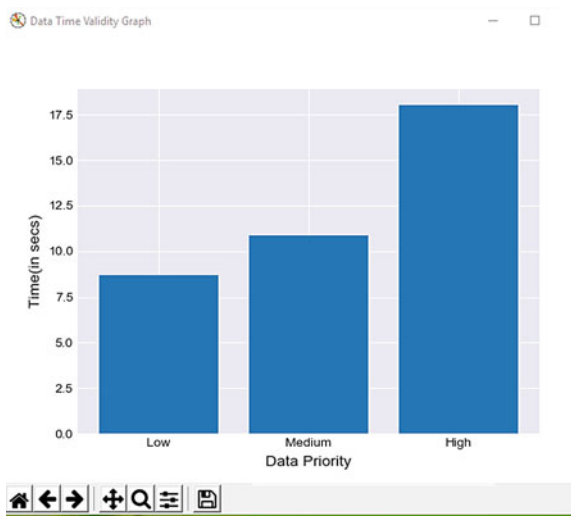 Data Time Validity Graph
17.5
15.0
12.5
10.0
7.5
5.0
2.5
0.0
Time(in secs)
Low Medium High
Data Priority